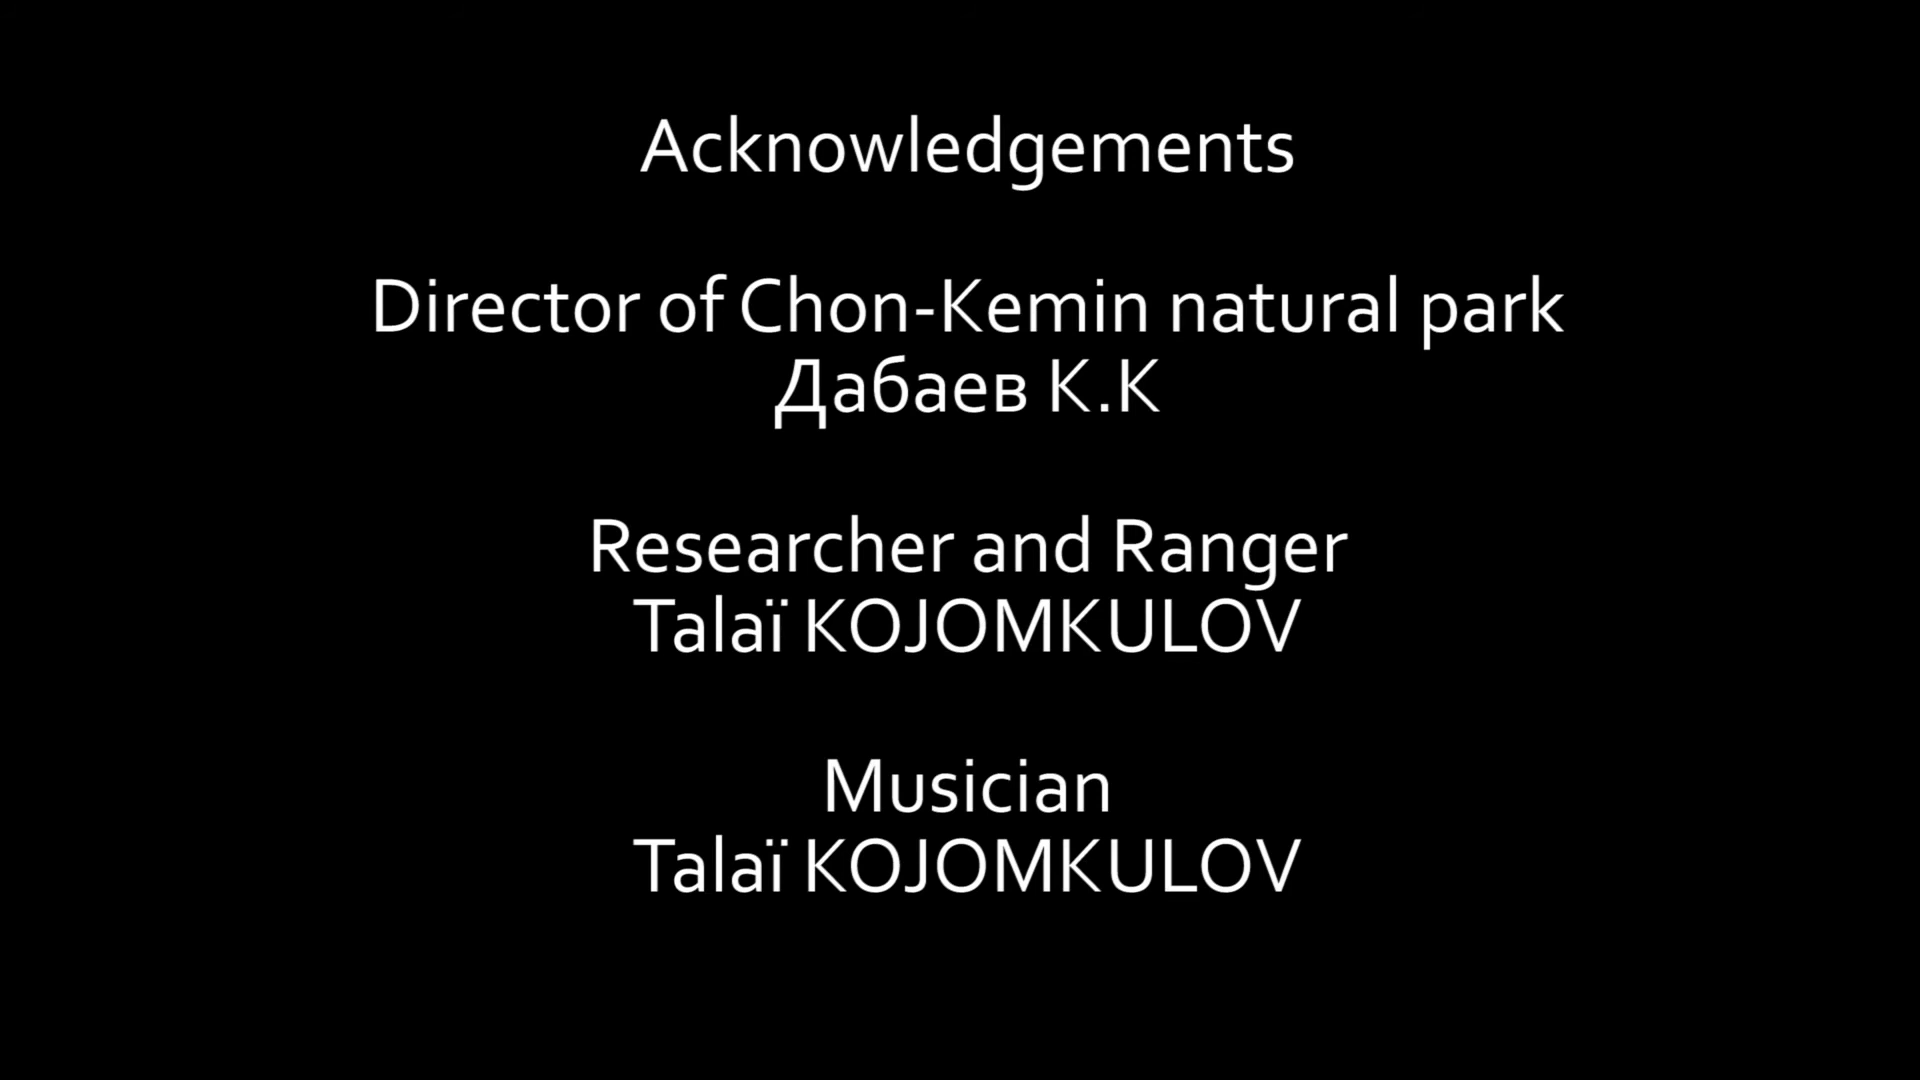 Acknowledgements
Director of Chon-Kemin natural park
Дабаев К.К
Researcher and Ranger
Talaï KOJOMKULOV
Musician
Talaï KOJOMKULOV